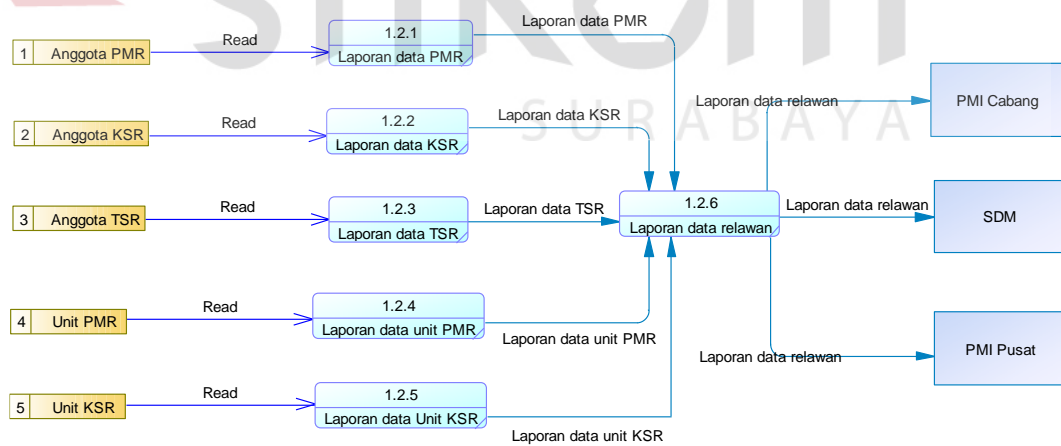 1 Anggota PMR
Read
1.2.1
Laporan data PMR
Laporan data PMR
2 Anggota KSR
Read
1.2.2
Laporan data KSR
Laporan data KSR
3 Anggota TSR
Read
1.2.3
Laporan data TSR
Laporan data TSR
4 Unit PMR
Read
1.2.4
Laporan data unit PMR
Laporan data unit PMR
5 Unit KSR
Read
1.2.5
Laporan data Unit KSR
Laporan data unit KSR
1.2.6
Laporan data relawan
Laporan data relawan
PMI Cabang
Laporan data relawan
SDM
Laporan data relawan
PMI Pusat
SURABAYA